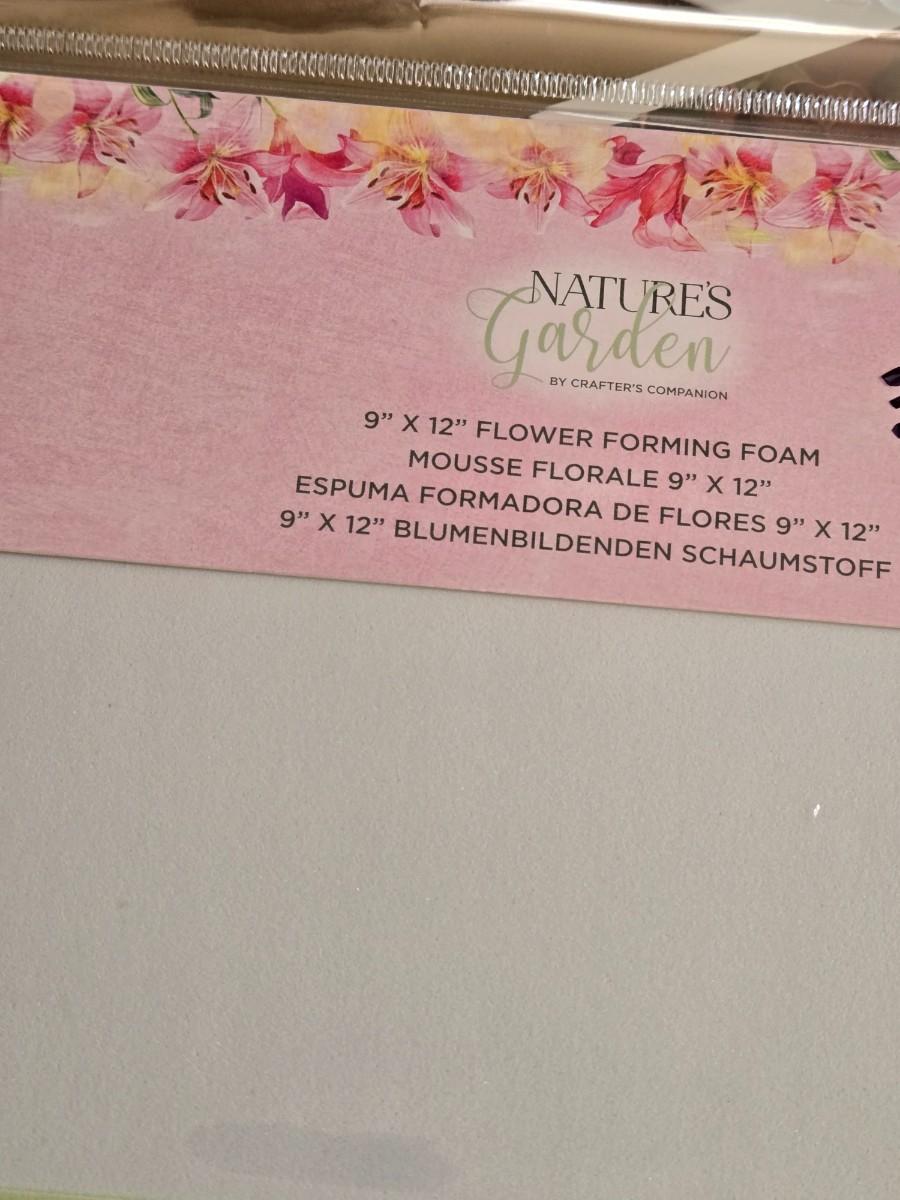 NATURE'S
Garden
BY CRAFTER'S COMPANION
9” X 12” FLOWER FORMING FOAM
MOUSSE FLORALE 9” X 12”
ESPUMA FORMADORA DE FLORES 9” X 12”
9” X 12” BLUMENBILDENDEN SCHAUMSTOFF